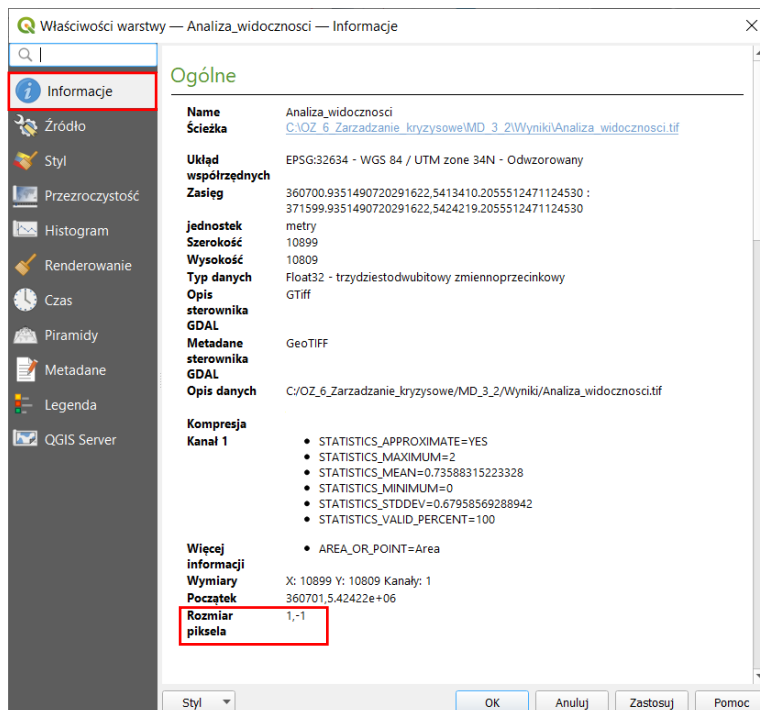 Właściwości warstwy — Analiza_widocznosci — Informacje
Informacje
Źródło
Styl
Przezroczystość
Histogram
Renderowanie
Czas
Piramidy
Metadane
Legenda
QGIS Server
Ogólne
Name Analiza_widocznosci
Ścieżka C:\OZ_6_Zarzadzanie_kryzysowe\MD_3_2\Wyniki\Analiza_widocznosci.tif
Układ EPSG:32634 - WGS 84 / UTM zone 34N - Odwzorowany
współrzędnych
Zasięg 360700.9351490720291622,5413410.2055512471124530 :
371599.9351490720291622,5424219.2055512471124530
jednostek metry
Szerokość 10899
Wysokość 10809
Typ danych Float32 - trzydziestodwubitowy zmiennoprzecinkowy
Opis GTiff
sterownika
GDAL
Metadane GeoTIFF
sterownika
GDAL
Opis danych C:/OZ_6_Zarzadzanie_kryzysowe/MD_3_2/Wyniki/Analiza_widocznosci.tif
Kompresja
Kanał 1 • STATISTICS_APPROXIMATE=YES
• STATISTICS_MAXIMUM=2
• STATISTICS_MEAN=0.73588315223328
• STATISTICS_MINIMUM=0
• STATISTICS_STDDEV=0.67958569288942
• STATISTICS_VALID_PERCENT=100
Więcej • AREA_OR_POINT=Area
informacji
Wymiary X: 10899 Y: 10809 Kanały: 1
Początek 360701,5.42422e+06
Rozmiar 1,-1
piksela
Styl OK Anuluj Zastosuj Pomoc